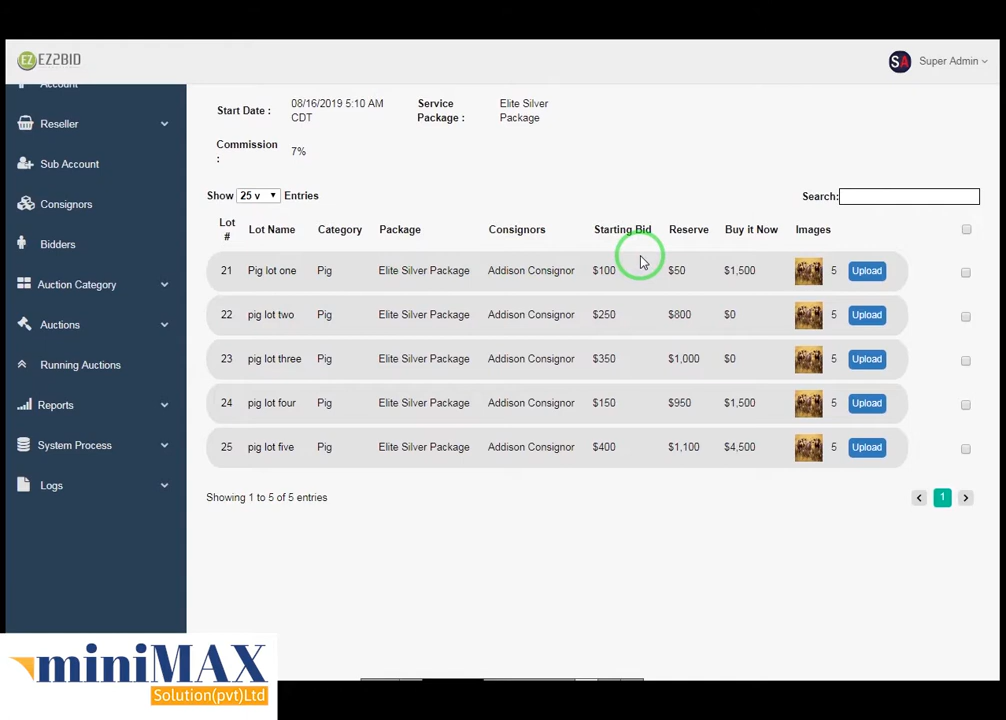 EZ EZ2BID
SA Super Admin
Account
Reseller
Sub Account
Consignors
Bidders
Auction Category
Auctions
Running Auctions
Reports
System Process
Logs
Start Date : 08/16/2019 5:10 AM Service Elite Silver
CDT Package : Package
Commission
: 7%
Show 25 v Entries Search:
Lot
# Lot Name Category Package Consignors Starting Bid Reserve Buy it Now Images
21 Pig lot one Pig Elite Silver Package Addison Consignor $100 $50 $1,500 5 Upload
22 pig lot two Pig Elite Silver Package Addison Consignor $250 $800 $0 5 Upload
23 pig lot three Pig Elite Silver Package Addison Consignor $350 $1,000 $0 5 Upload
24 pig lot four Pig Elite Silver Package Addison Consignor $150 $950 $1,500 5 Upload
25 pig lot five Pig Elite Silver Package Addison Consignor $400 $1,100 $4,500 5 Upload
Showing 1 to 5 of 5 entries 1
miniMAX
Solution(pvt)Ltd